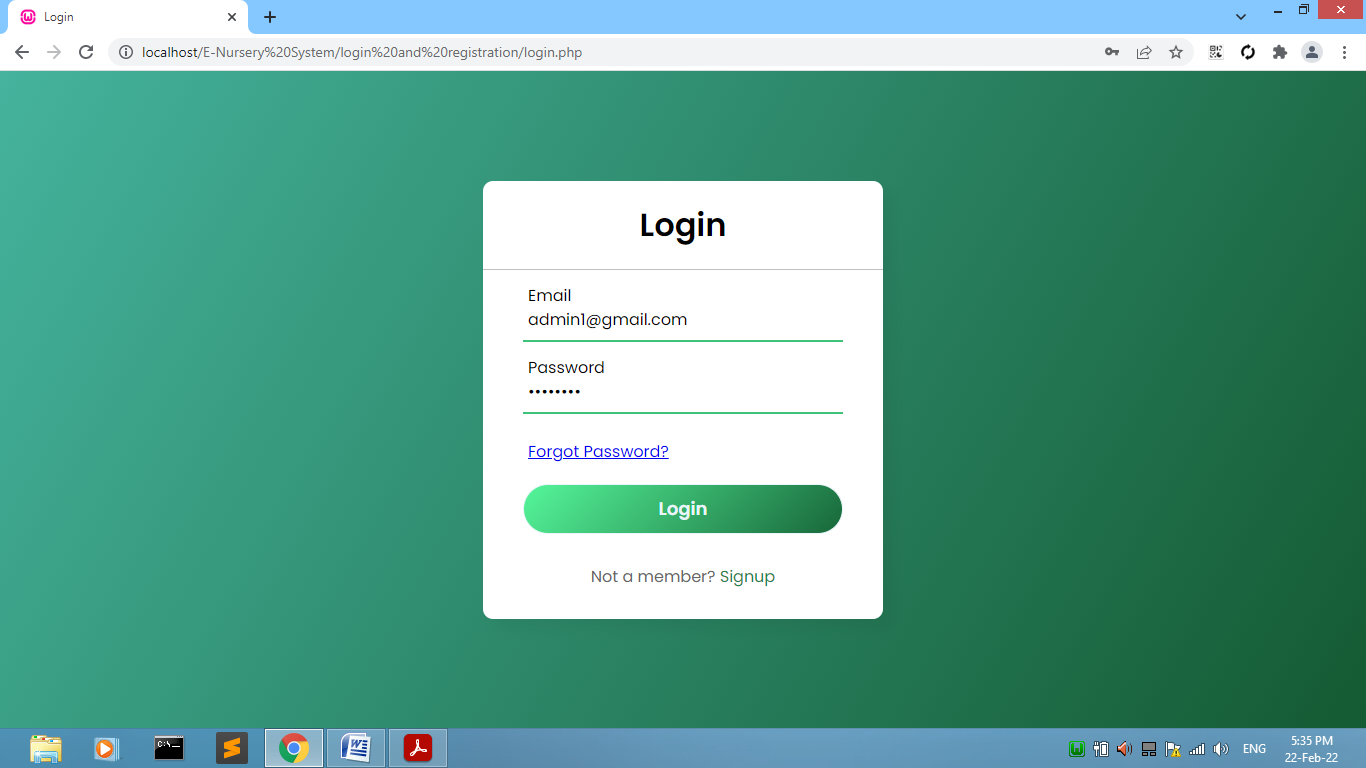 Login
localhost/E-Nursery%20System/login%20and%20registration/login.php
Login
Email
admin1@gmail.com
Password
••••••••
Forgot Password?
Login
Not a member? Signup
ENG
5:35 PM
22-Feb-22